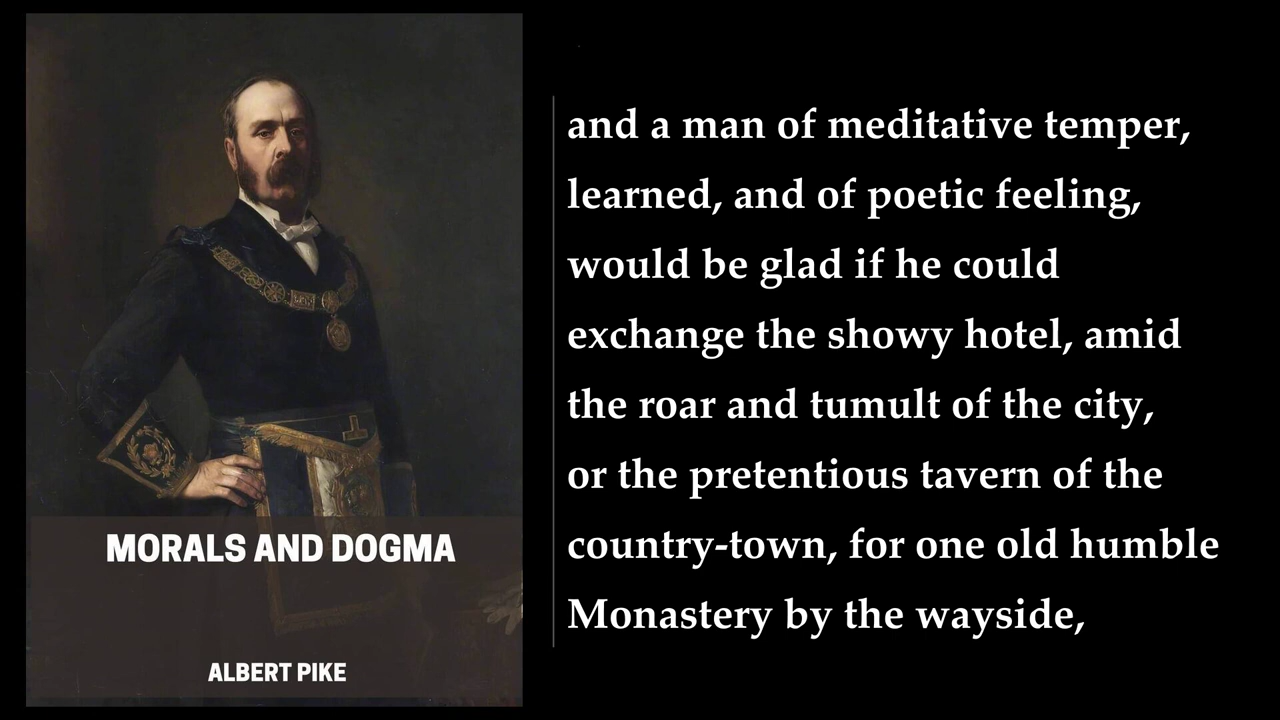 MORALS AND DOGMA
ALBERT PIKE
and a man of meditative temper,
learned, and of poetic feeling,
would be glad if he could
exchange the showy hotel, amid
the roar and tumult of the city,
or the pretentious tavern of the
country-town, for one old humble
Monastery by the wayside,